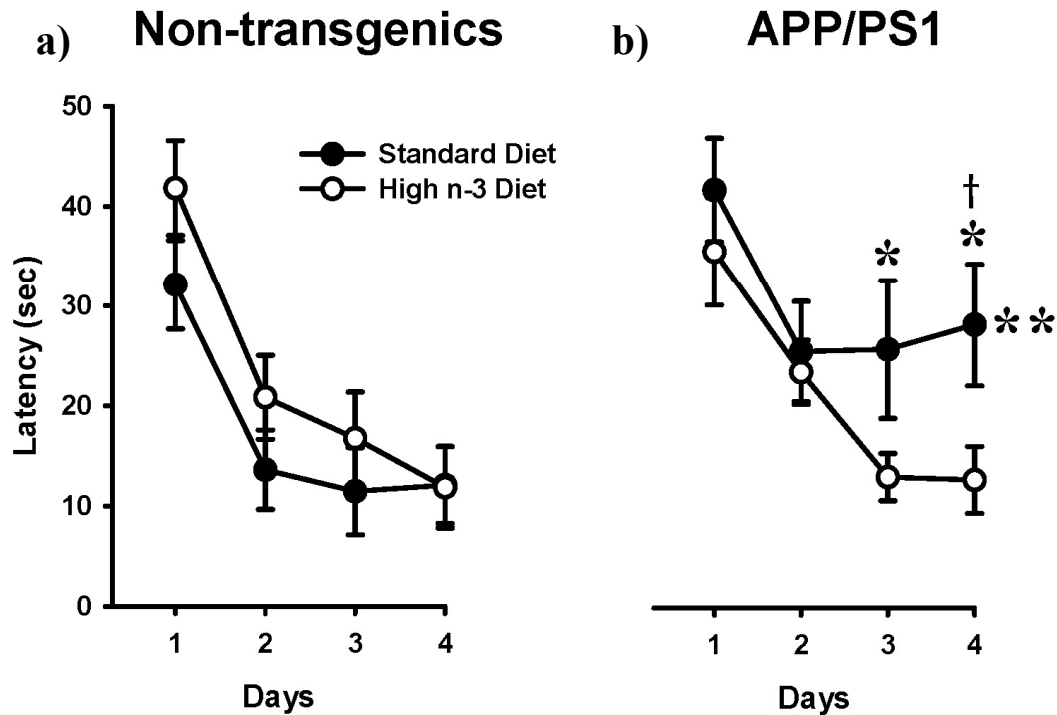 a) Non-transgenics
b) APP/PS1
50
40
30
20
10
0
Latency (sec)
Standard Diet
High n-3 Diet
1 2 3 4
Days
†
*
*
**
1 2 3 4
Days